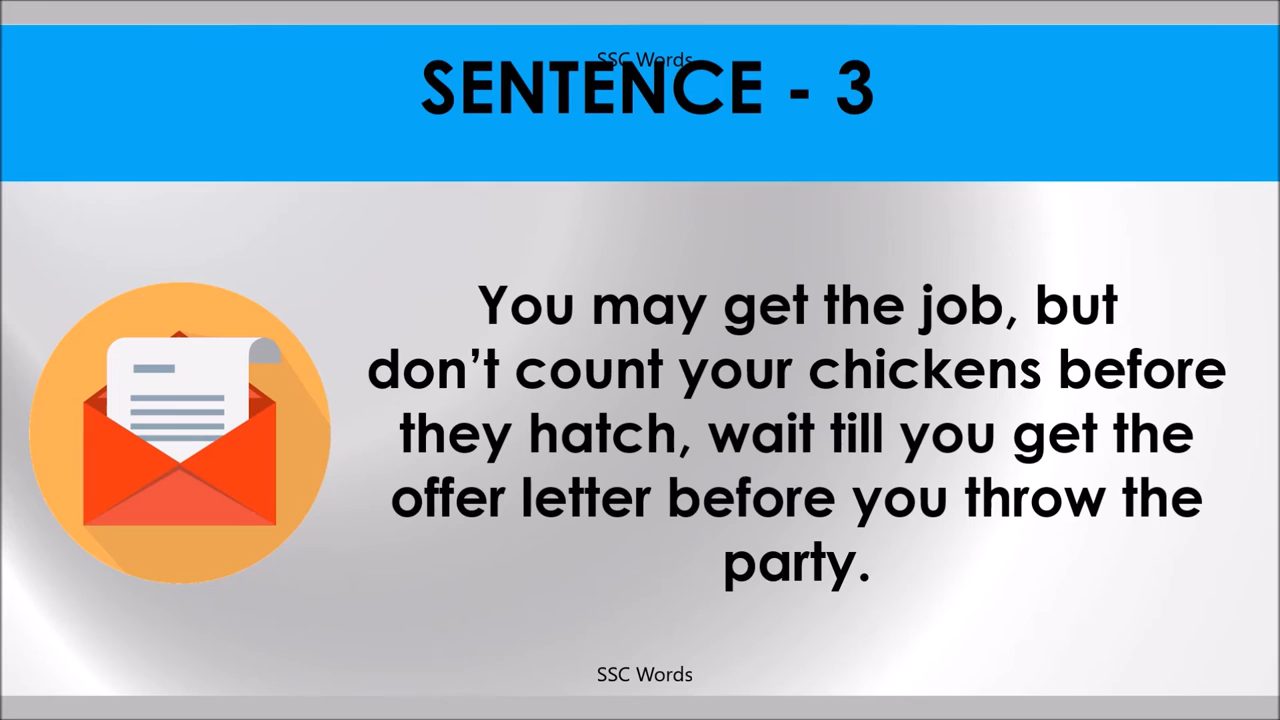 SSC Words
SENTENCE - 3
You may get the job, but
don’t count your chickens before
they hatch, wait till you get the
offer letter before you throw the
party.
SSC Words